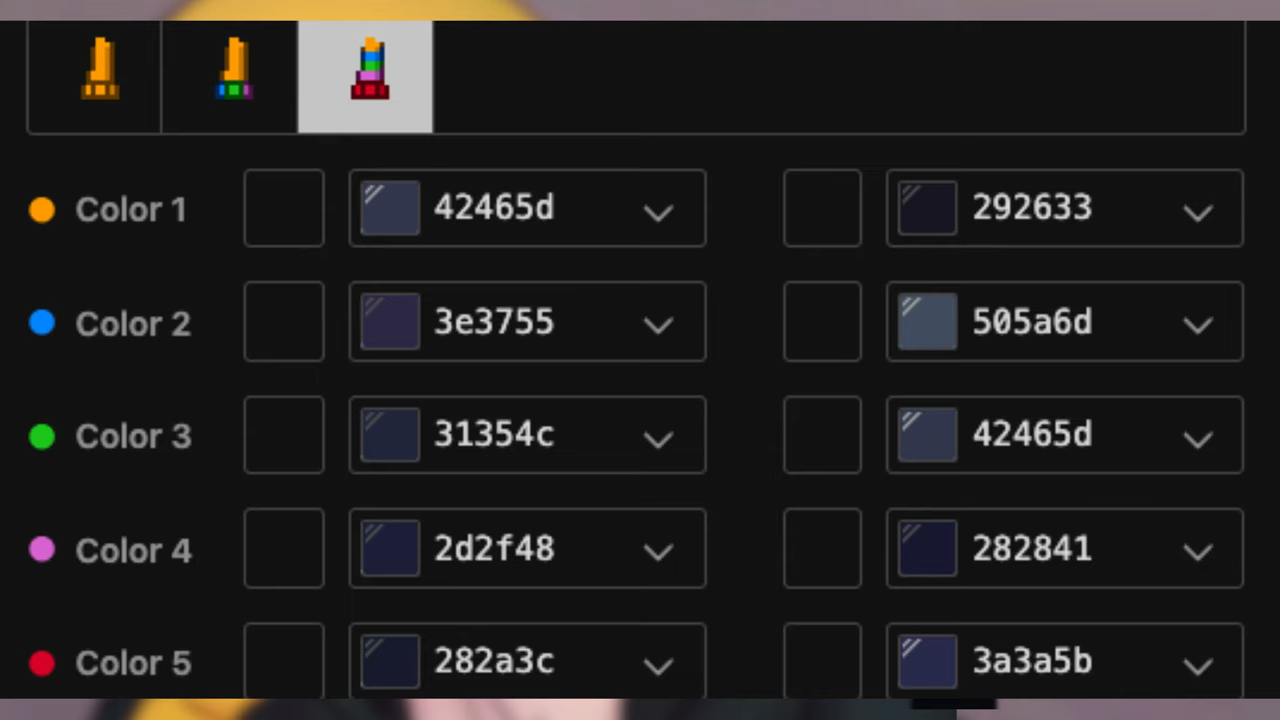 Color 1 42465d 292633
Color 2 3e3755 505a6d
Color 3 31354c 42465d
Color 4 2d2f48 282841
Color 5 282a3c 3a3a5b